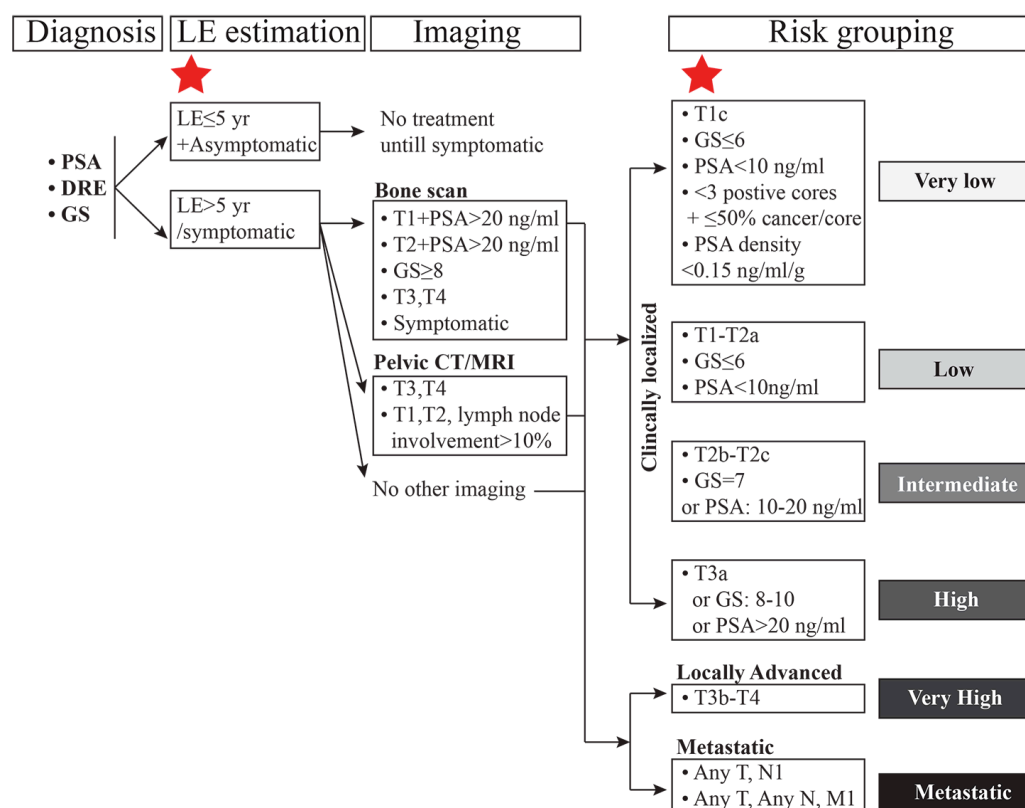 Diagnosis
LE estimation
Imaging
Risk grouping
• PSA
• DRE
• GS
LE≤5 yr
+Asymptomatic
LE>5 yr
/symptomatic
No treatment
untill symptomatic
Bone scan
• T1+PSA>20 ng/ml
• T2+PSA>20 ng/ml
• GS≥8
• T3,T4
• Symptomatic
Pelvic CT/MRI
• T3,T4
• T1,T2, lymph node
involvement>10%
No other imaging
Clincally localized
• T1c
• GS≤6
• PSA<10 ng/ml
• <3 postive cores
+ ≤50% cancer/core
• PSA density
<0.15 ng/ml/g
Very low
• T1-T2a
• GS≤6
• PSA<10ng/ml
Low
• T2b-T2c
• GS=7
or PSA: 10-20 ng/ml
Intermediate
• T3a
or GS: 8-10
or PSA>20 ng/ml
High
Locally Advanced
• T3b-T4
Very High
Metastatic
• Any T, N1
• Any T, Any N, M1
Metastatic